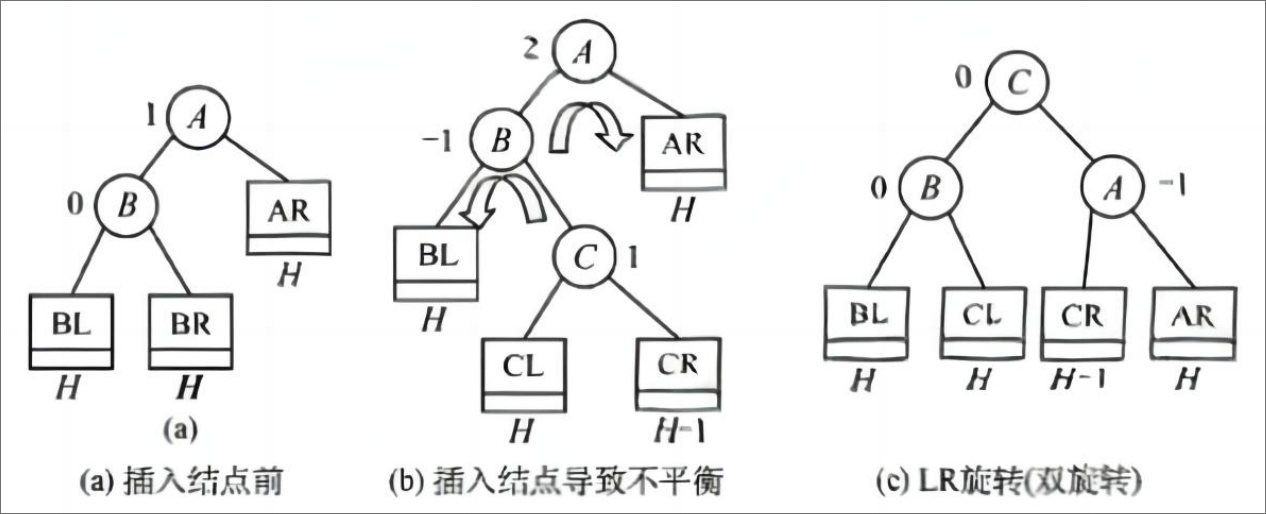 1 A
0 B AR
H
BL BR
H H
(a)
(a) 插入结点前
2 A
-1 B AR
H
BL C 1
H
CL CR
H H-1
(b) 插入结点导致不平衡
0 C
0 B A -1
BL CL CR AR
H H H-1 H
(c) LR旋转(双旋转)